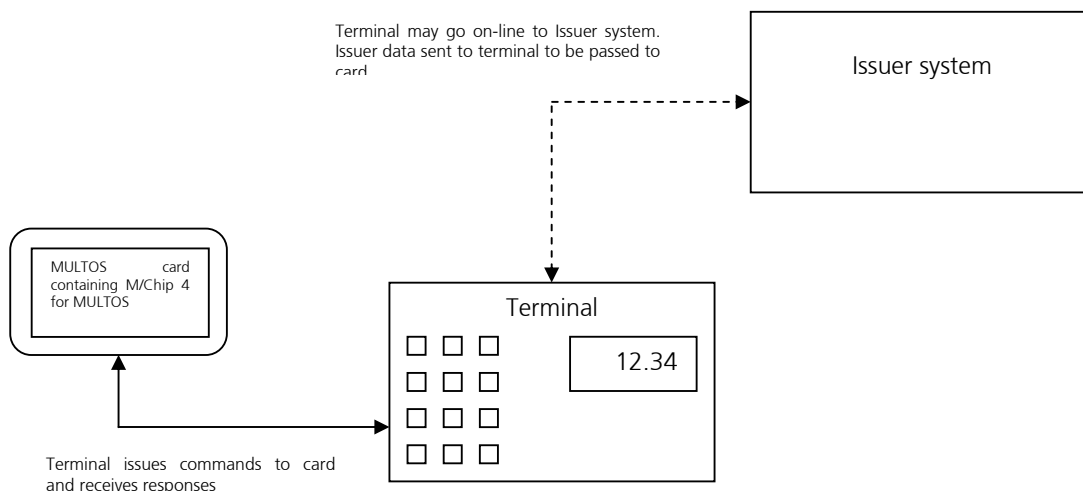 Terminal may go on-line to Issuer system.
Issuer data sent to terminal to be passed to
card
Issuer system
MULTOS card
containing M/Chip 4
for MULTOS
Terminal
12.34
Terminal issues commands to card
and receives responses